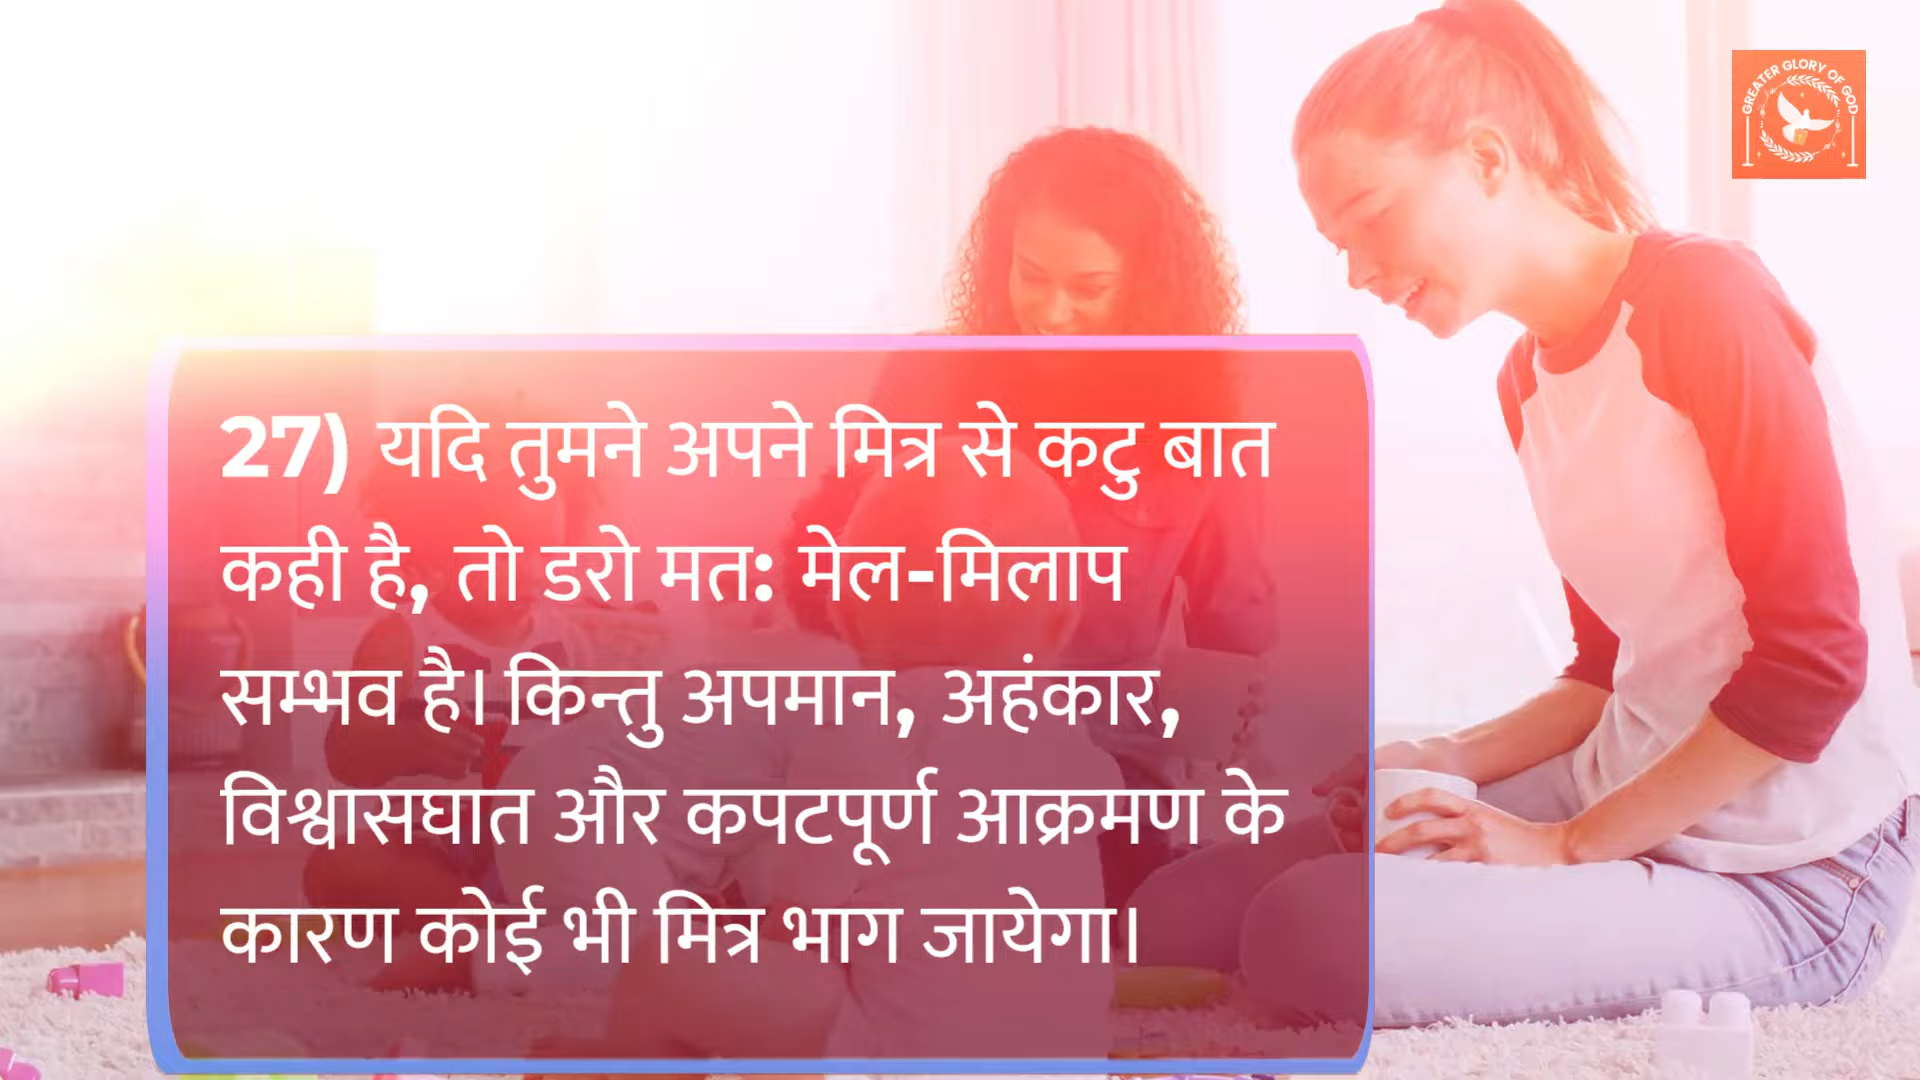 GREATER GLORY OF GOD
27) यदि तुमने अपने मित्र से कटु बात
कही है, तो डरो मत: मेल-मिलाप
सम्भव है। किन्तु अपमान, अहंकार,
विश्वासघात और कपटपूर्ण आक्रमण के
कारण कोई भी मित्र भाग जायेगा।